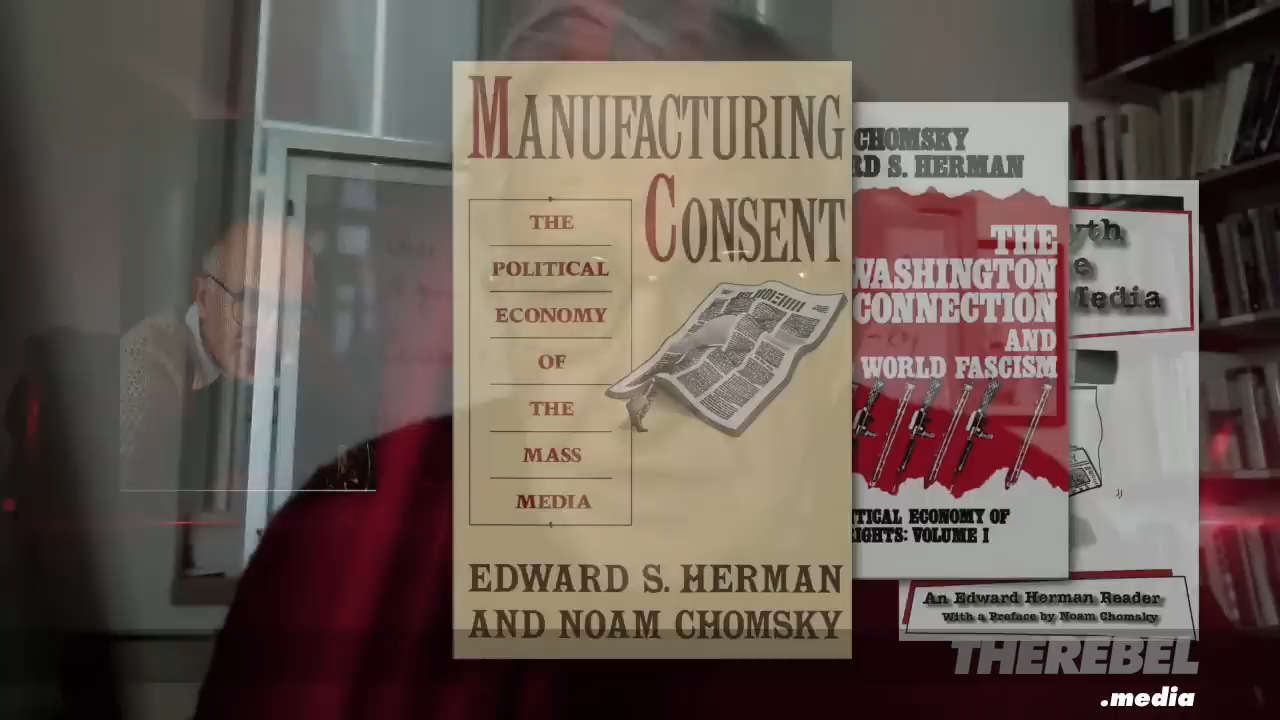 MANUFACTURING
CONSENT
THE
POLITICAL
ECONOMY
OF
THE
MASS
MEDIA
EDWARD S. HERMAN
AND NOAM CHOMSKY
CHOMSKY
RD S. HERMAN
THE
WASHINGTON
CONNECTION
AND
WORLD FASCISM
ITICAL ECONOMY OF
IGHTS: VOLUME I
yth
e
Media
An Edward Herman Reader
With a Preface by Noam Chomsky
THEREBEL
.media